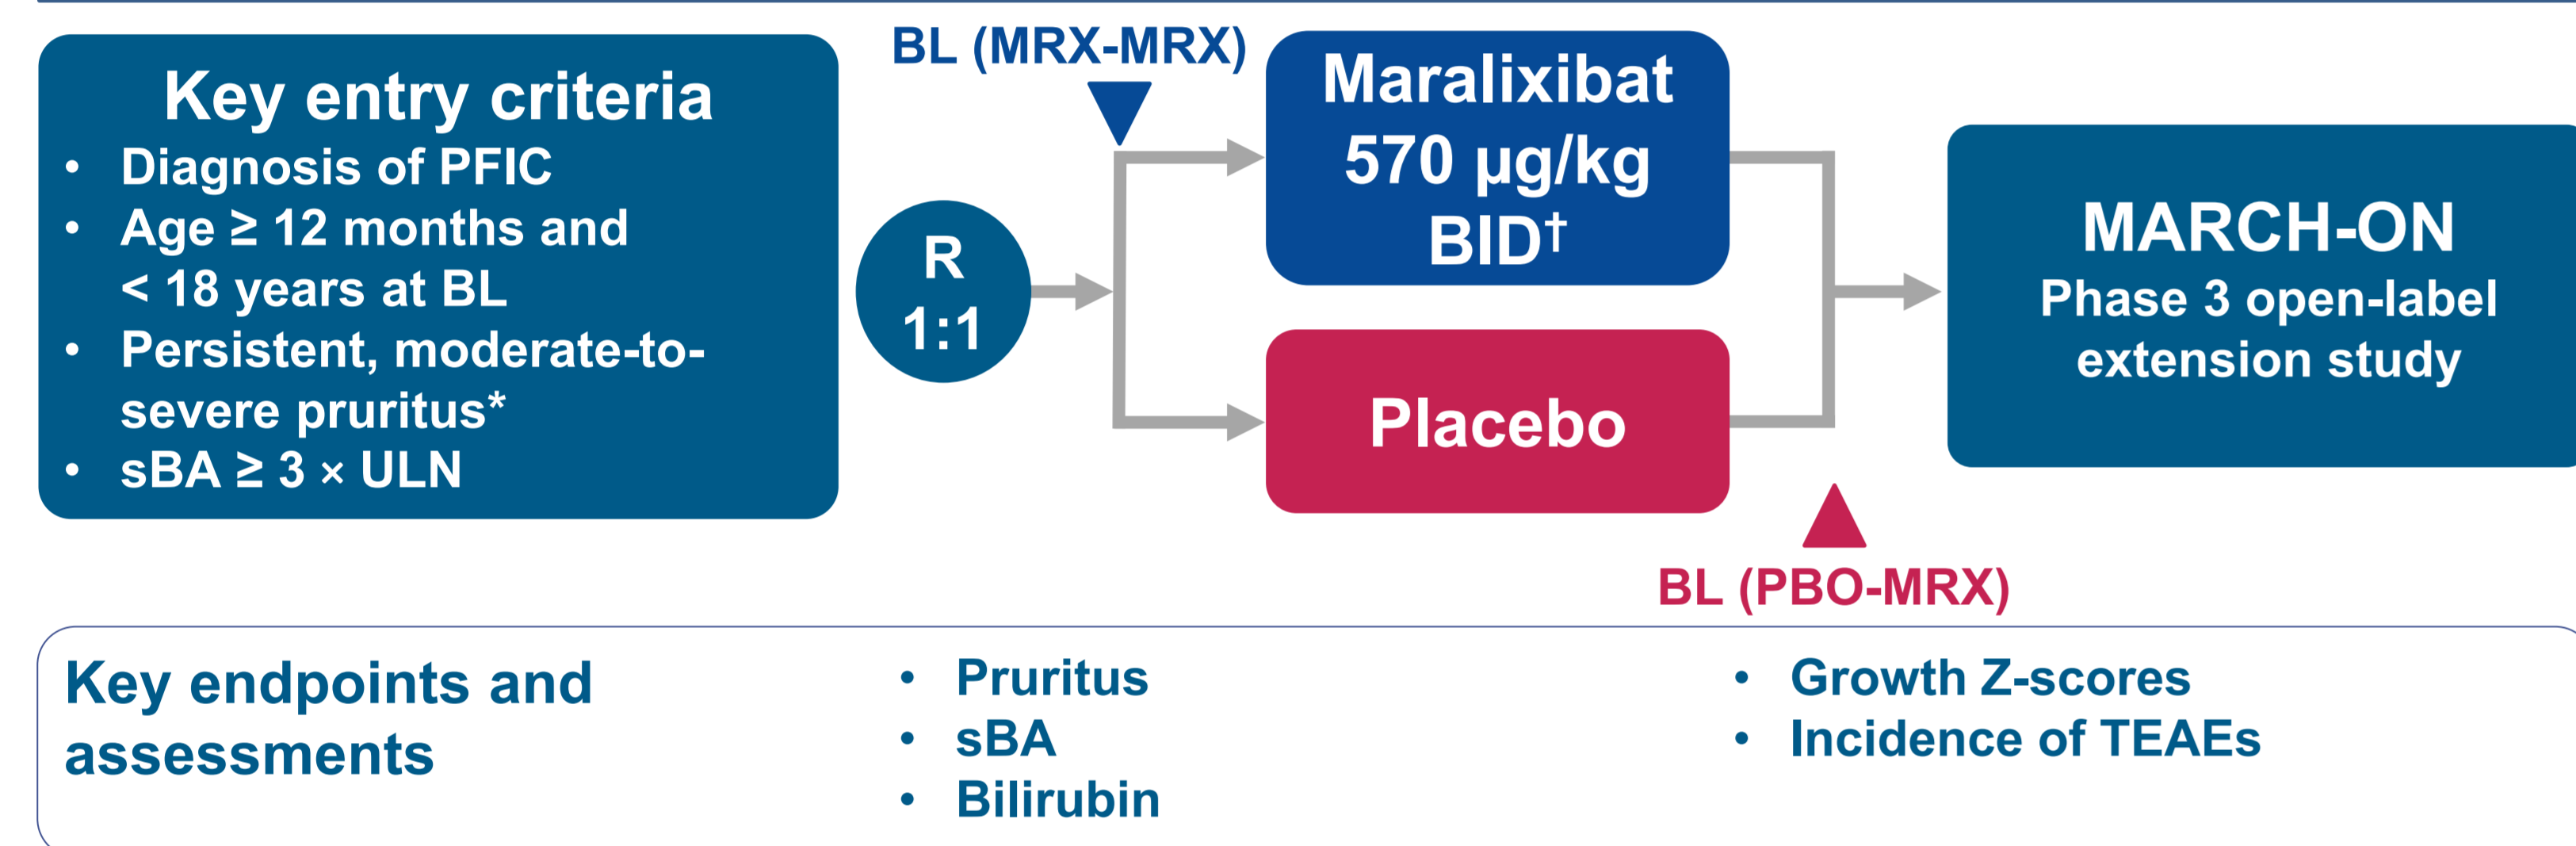 Key entry criteria
• Diagnosis of PFIC
• Age ≥ 12 months and
< 18 years at BL
• Persistent, moderate-to-
severe pruritus*
• sBA ≥ 3 × ULN
BL (MRX-MRX)
R
1:1
Maralixibat
570 µg/kg
BID†
Placebo
BL (PBO-MRX)
MARCH-ON
Phase 3 open-label
extension study
Key endpoints and
assessments
• Pruritus
• sBA
• Bilirubin
• Growth Z-scores
• Incidence of TEAEs